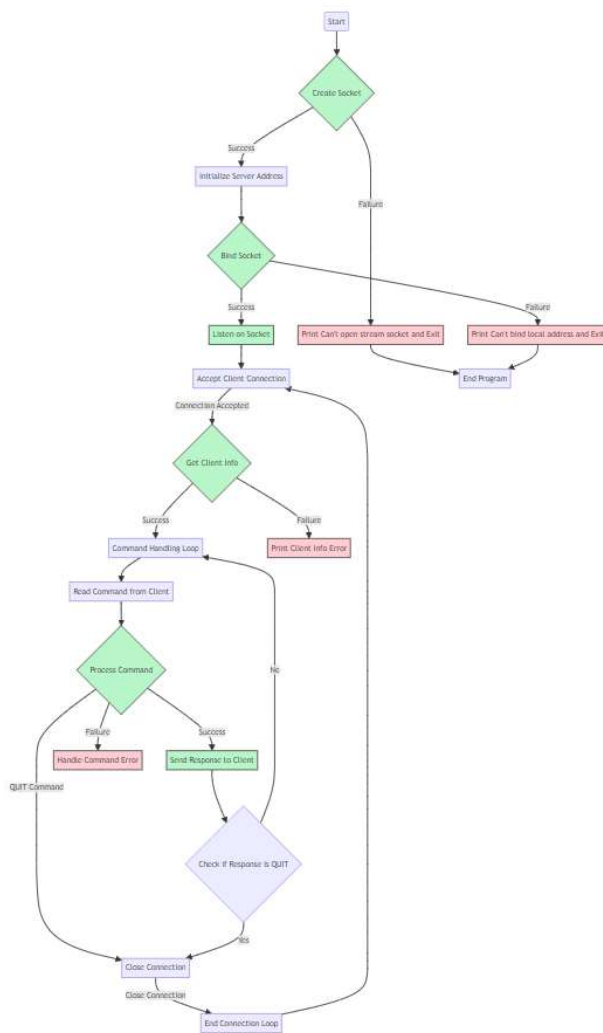 Start
Create Socket
Success
Initialize Server Address
Failure
Bind Socket
Success
Failure
Listen on Socket
Print Can't open stream socket and Exit
Print Can't bind local address and Exit
Accept Client Connection
End Program
Connection Accepted
Get Client Info
Success
Failure
Command Handling Loop
Print Client Info Error
Read Command from Client
Process Command
No
Failure
Success
Handle Command Error
Send Response to Client
QUIT Command
Check if Response is QUIT
Yes
Close Connection
Close Connection
End Connection Loop